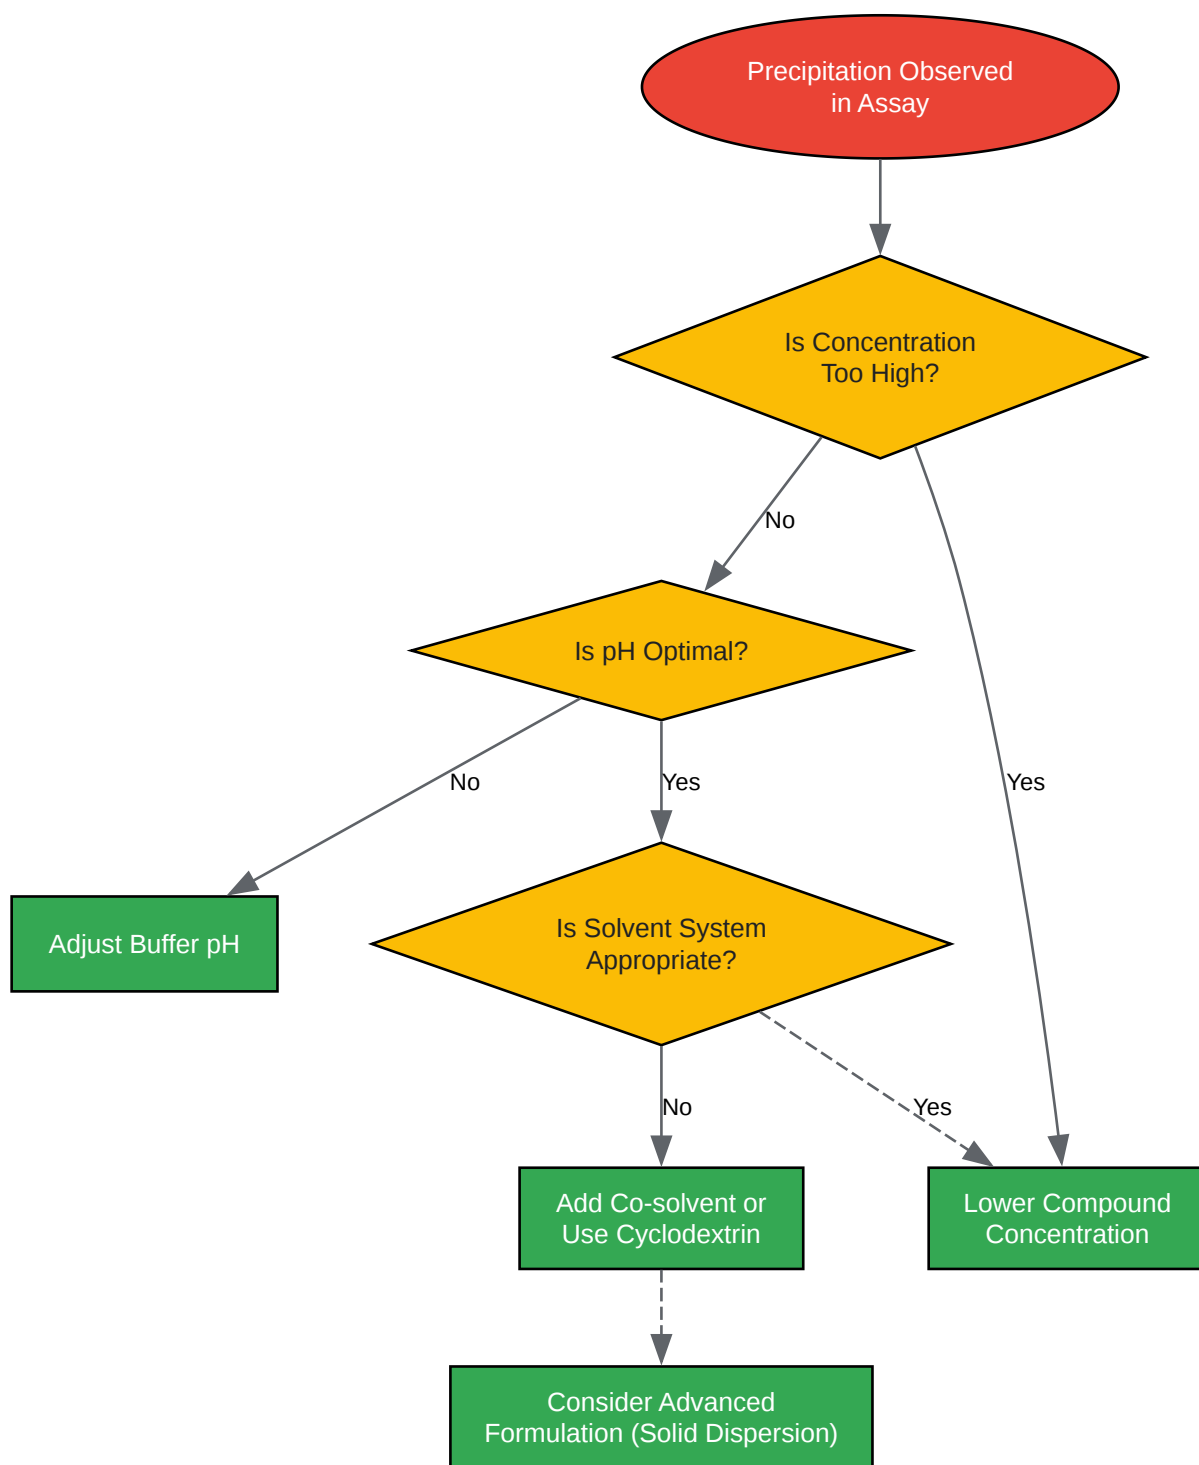 Precipitation Observed
in Assay
Is Concentration
Too High?
No
Is pH Optimal?
No
Yes
Yes
Adjust Buffer pH
Is Solvent System
Appropriate?
No
Yes
Add Co-solvent or
Use Cyclodextrin
Lower Compound
Concentration
Consider Advanced
Formulation (Solid Dispersion)